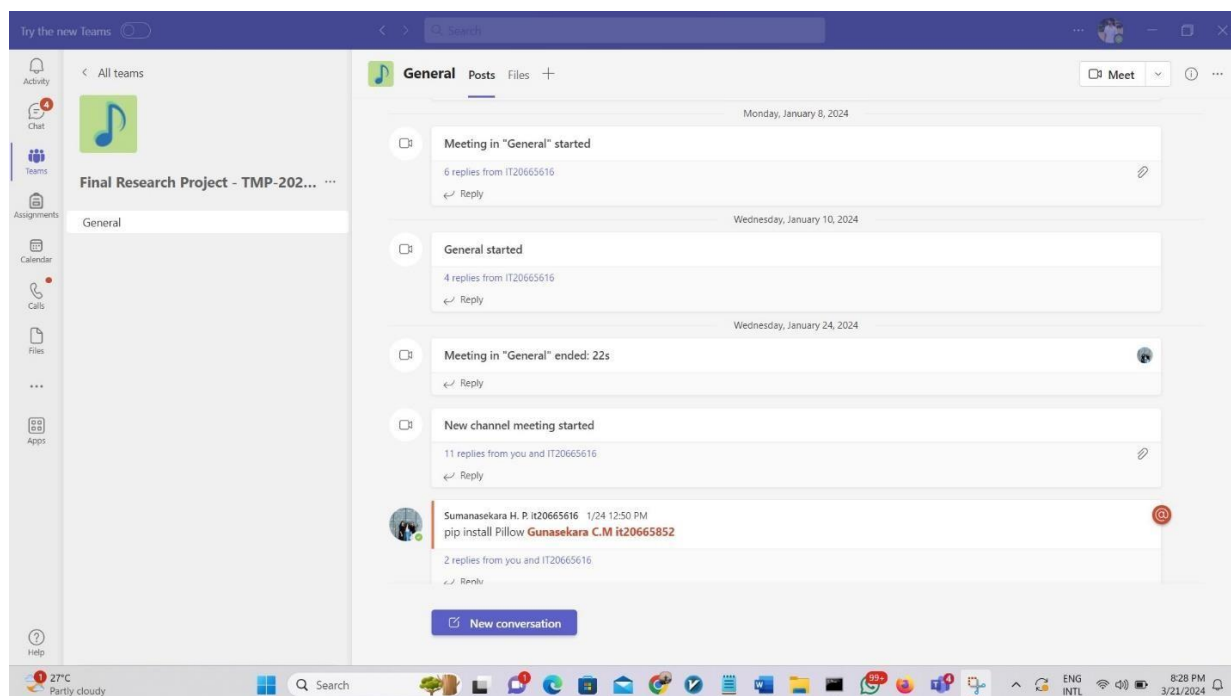 Try the new Teams
Search
Activity
4
Chat
Teams
Assignments
Calendar
Calls
Files
Apps
Help
All teams
Final Research Project - TMP-202...
General
General Posts Files
Meet
Monday, January 8, 2024
Meeting in "General" started
6 replies from IT20665616
Reply
Wednesday, January 10, 2024
General started
4 replies from IT20665616
Reply
Wednesday, January 24, 2024
Meeting in "General" ended: 22s
Reply
New channel meeting started
11 replies from you and IT20665616
Reply
Sumanasekara H. P. it20665616 1/24 12:50 PM
@
pip install Pillow Gunasekara C.M it20665852
2 replies from you and IT20665616
Reply
New conversation
1
27°C
Partly cloudy
Search
99+
ENG
INTL
8:28 PM
3/21/2024